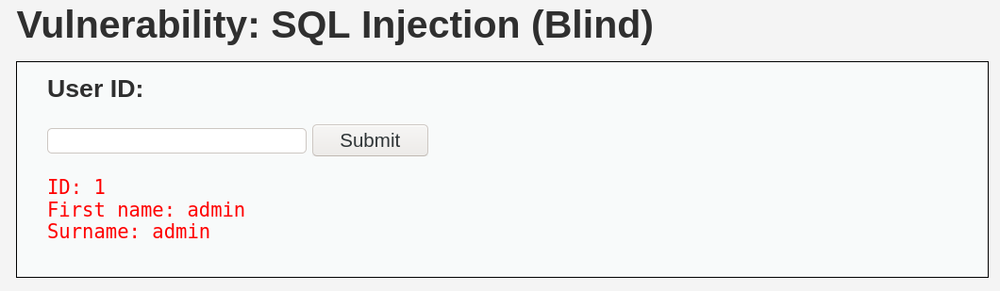 Vulnerability: SQL Injection (Blind)
User ID:
Submit
ID: 1
First name: admin
Surname: admin